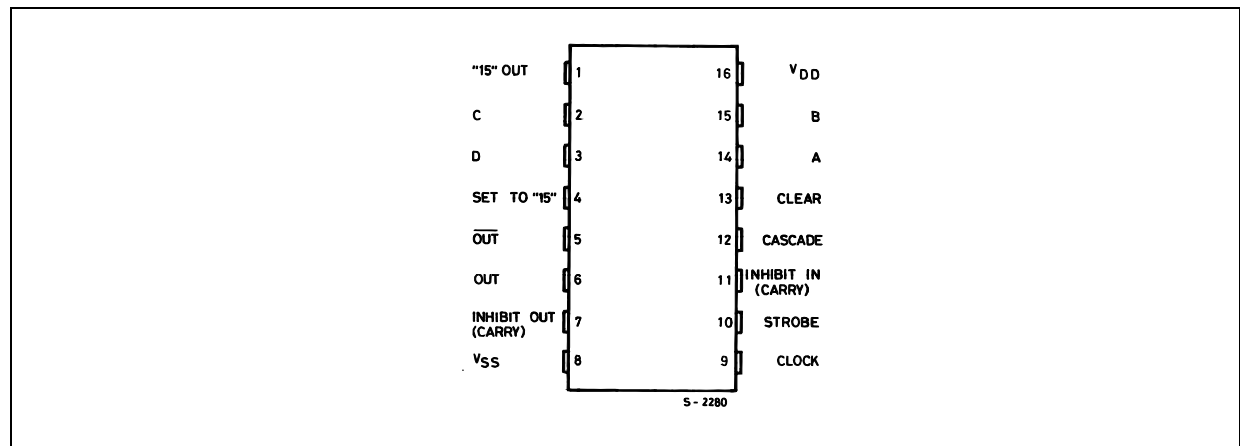 "15" OUT 1 16 VDD
C 2 15 B
D 3 14 A
SET TO "15" 4 13 CLEAR
OUT 5 12 CASCADE
OUT 6 11 INHIBIT IN
(CARRY)
INHIBIT OUT 7 10 STROBE
(CARRY)
VSS 8 9 CLOCK
S - 2280